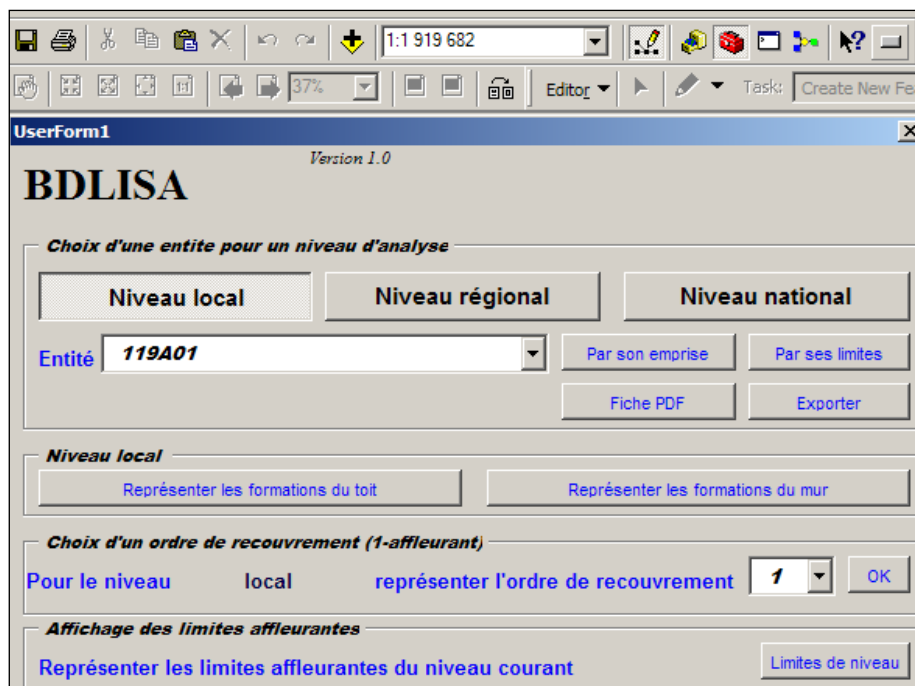 1:1 919 682
1:1
37%
Editor
Task:
Create New Fe
UserForm1
Version 1.0
BDLISA
Choix d'une entite pour un niveau d'analyse
Niveau local
Niveau régional
Niveau national
Entité
119A01
Par son emprise
Par ses limites
Fiche PDF
Exporter
Niveau local
Représenter les formations du toit
Représenter les formations du mur
Choix d'un ordre de recouvrement (1-affleurant)
Pour le niveau local représenter l'ordre de recouvrement 1 OK
Affichage des limites affleurantes
Représenter les limites affleurantes du niveau courant
Limites de niveau